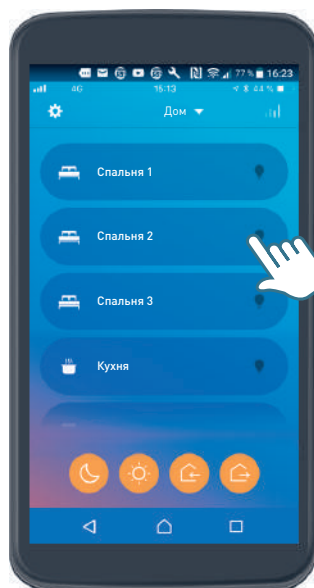 77 % 16:23
4G 16:13 44 %
Дом
Спальня 1
Спальня 2
Спальня 3
Кухня